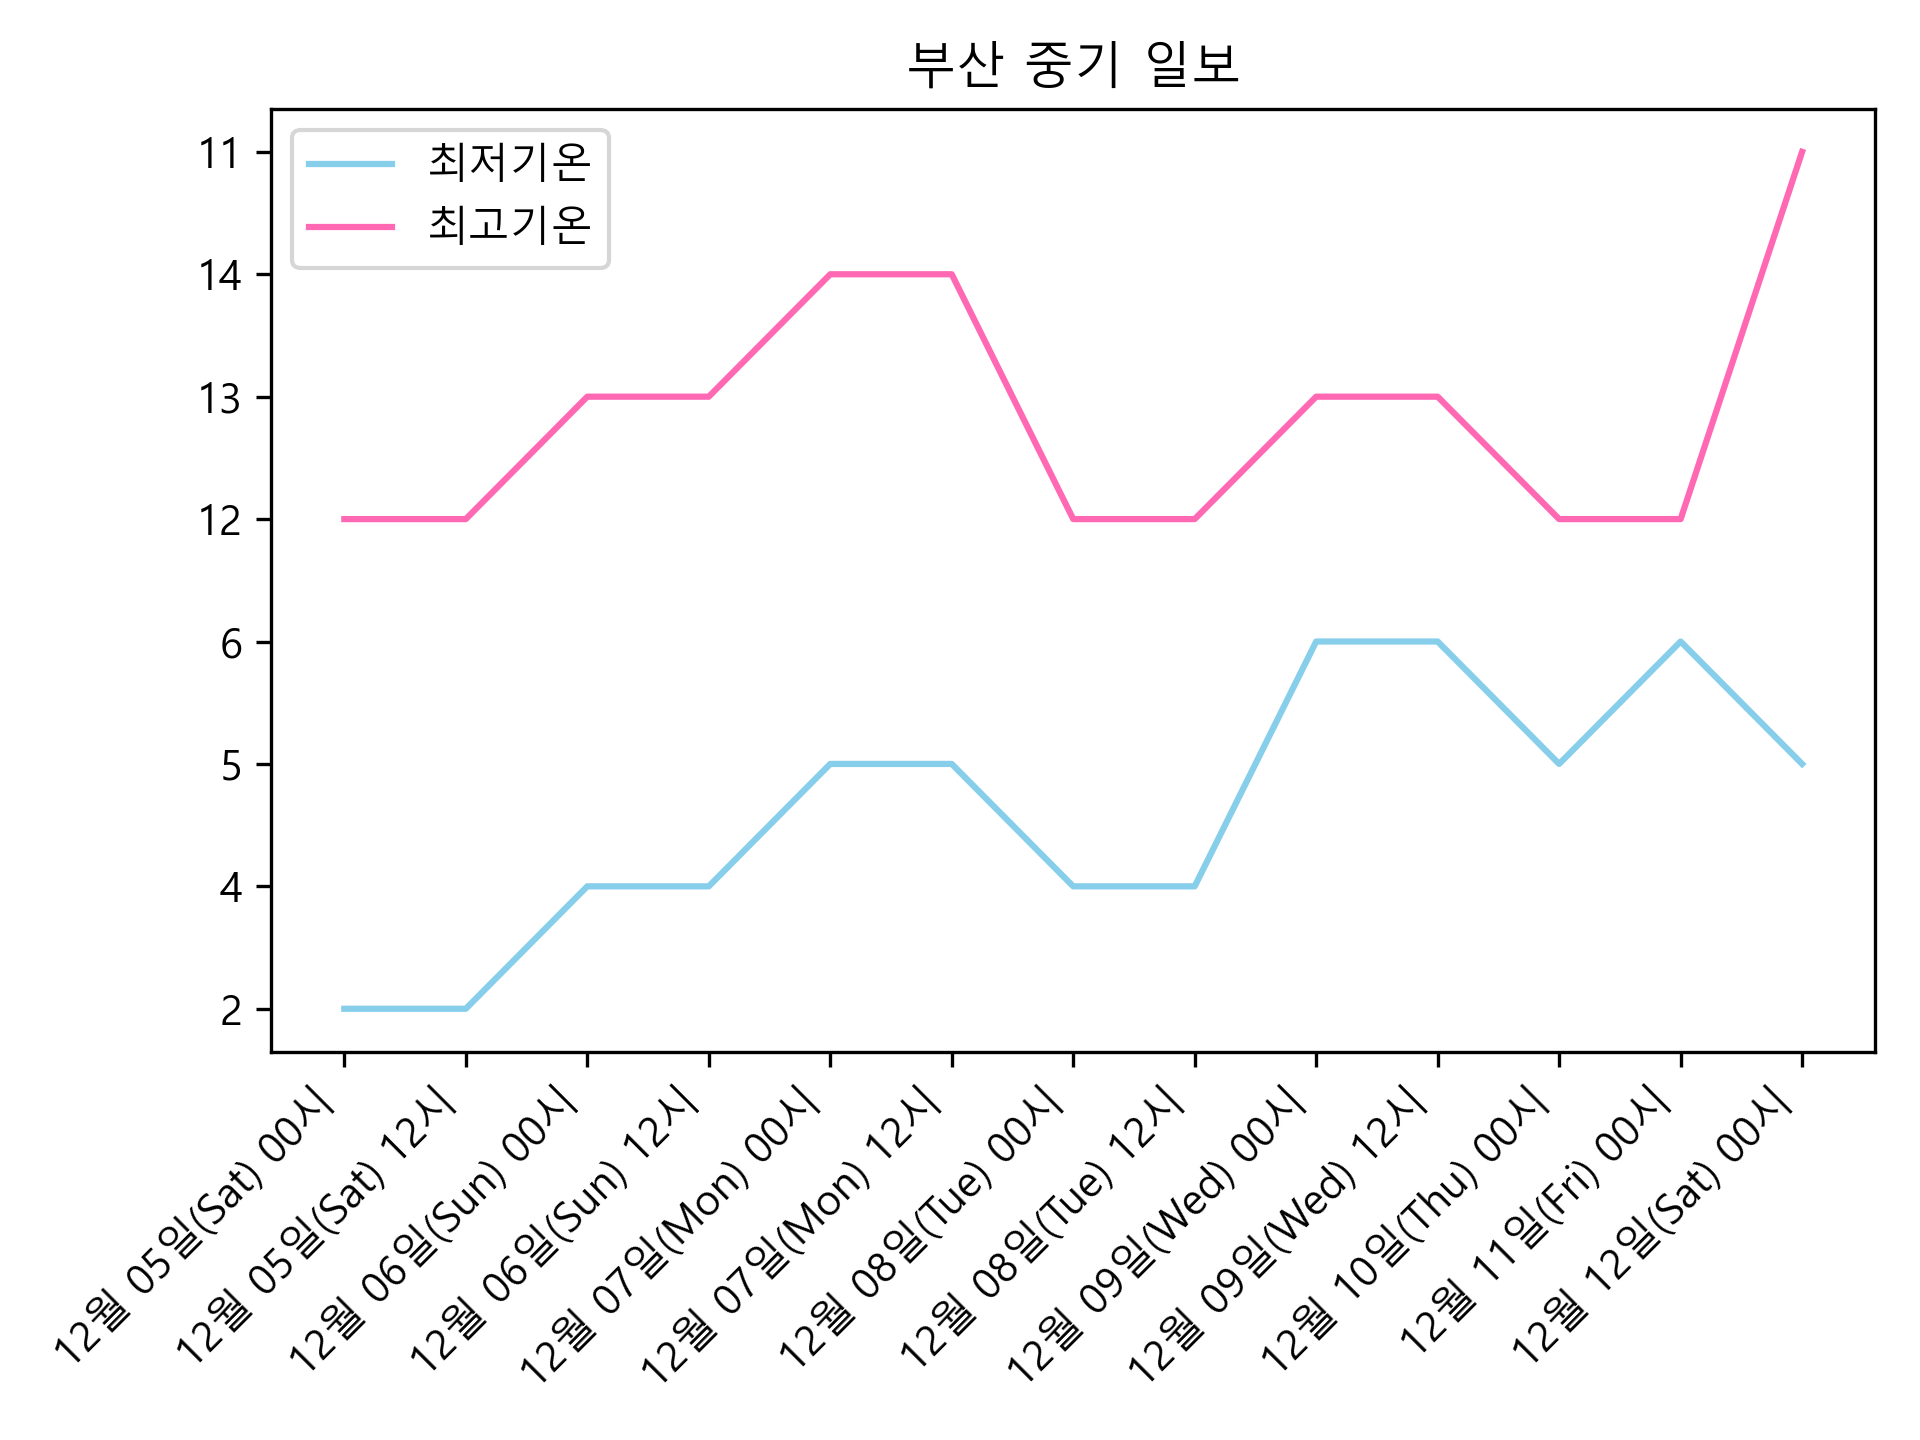 부산 중기 일보
최저기온
최고기온
11
14
13
12
6
5
4
2
12월 05일(Sat) 00시
12월 05일(Sat) 12시
12월 06일(Sun) 00시
12월 06일(Sun) 12시
12월 07일(Mon) 00시
12월 07일(Mon) 12시
12월 08일(Tue) 00시
12월 08일(Tue) 12시
12월 09일(Wed) 00시
12월 09일(Wed) 12시
12월 10일(Thu) 00시
12월 11일(Fri) 00시
12월 12일(Sat) 00시